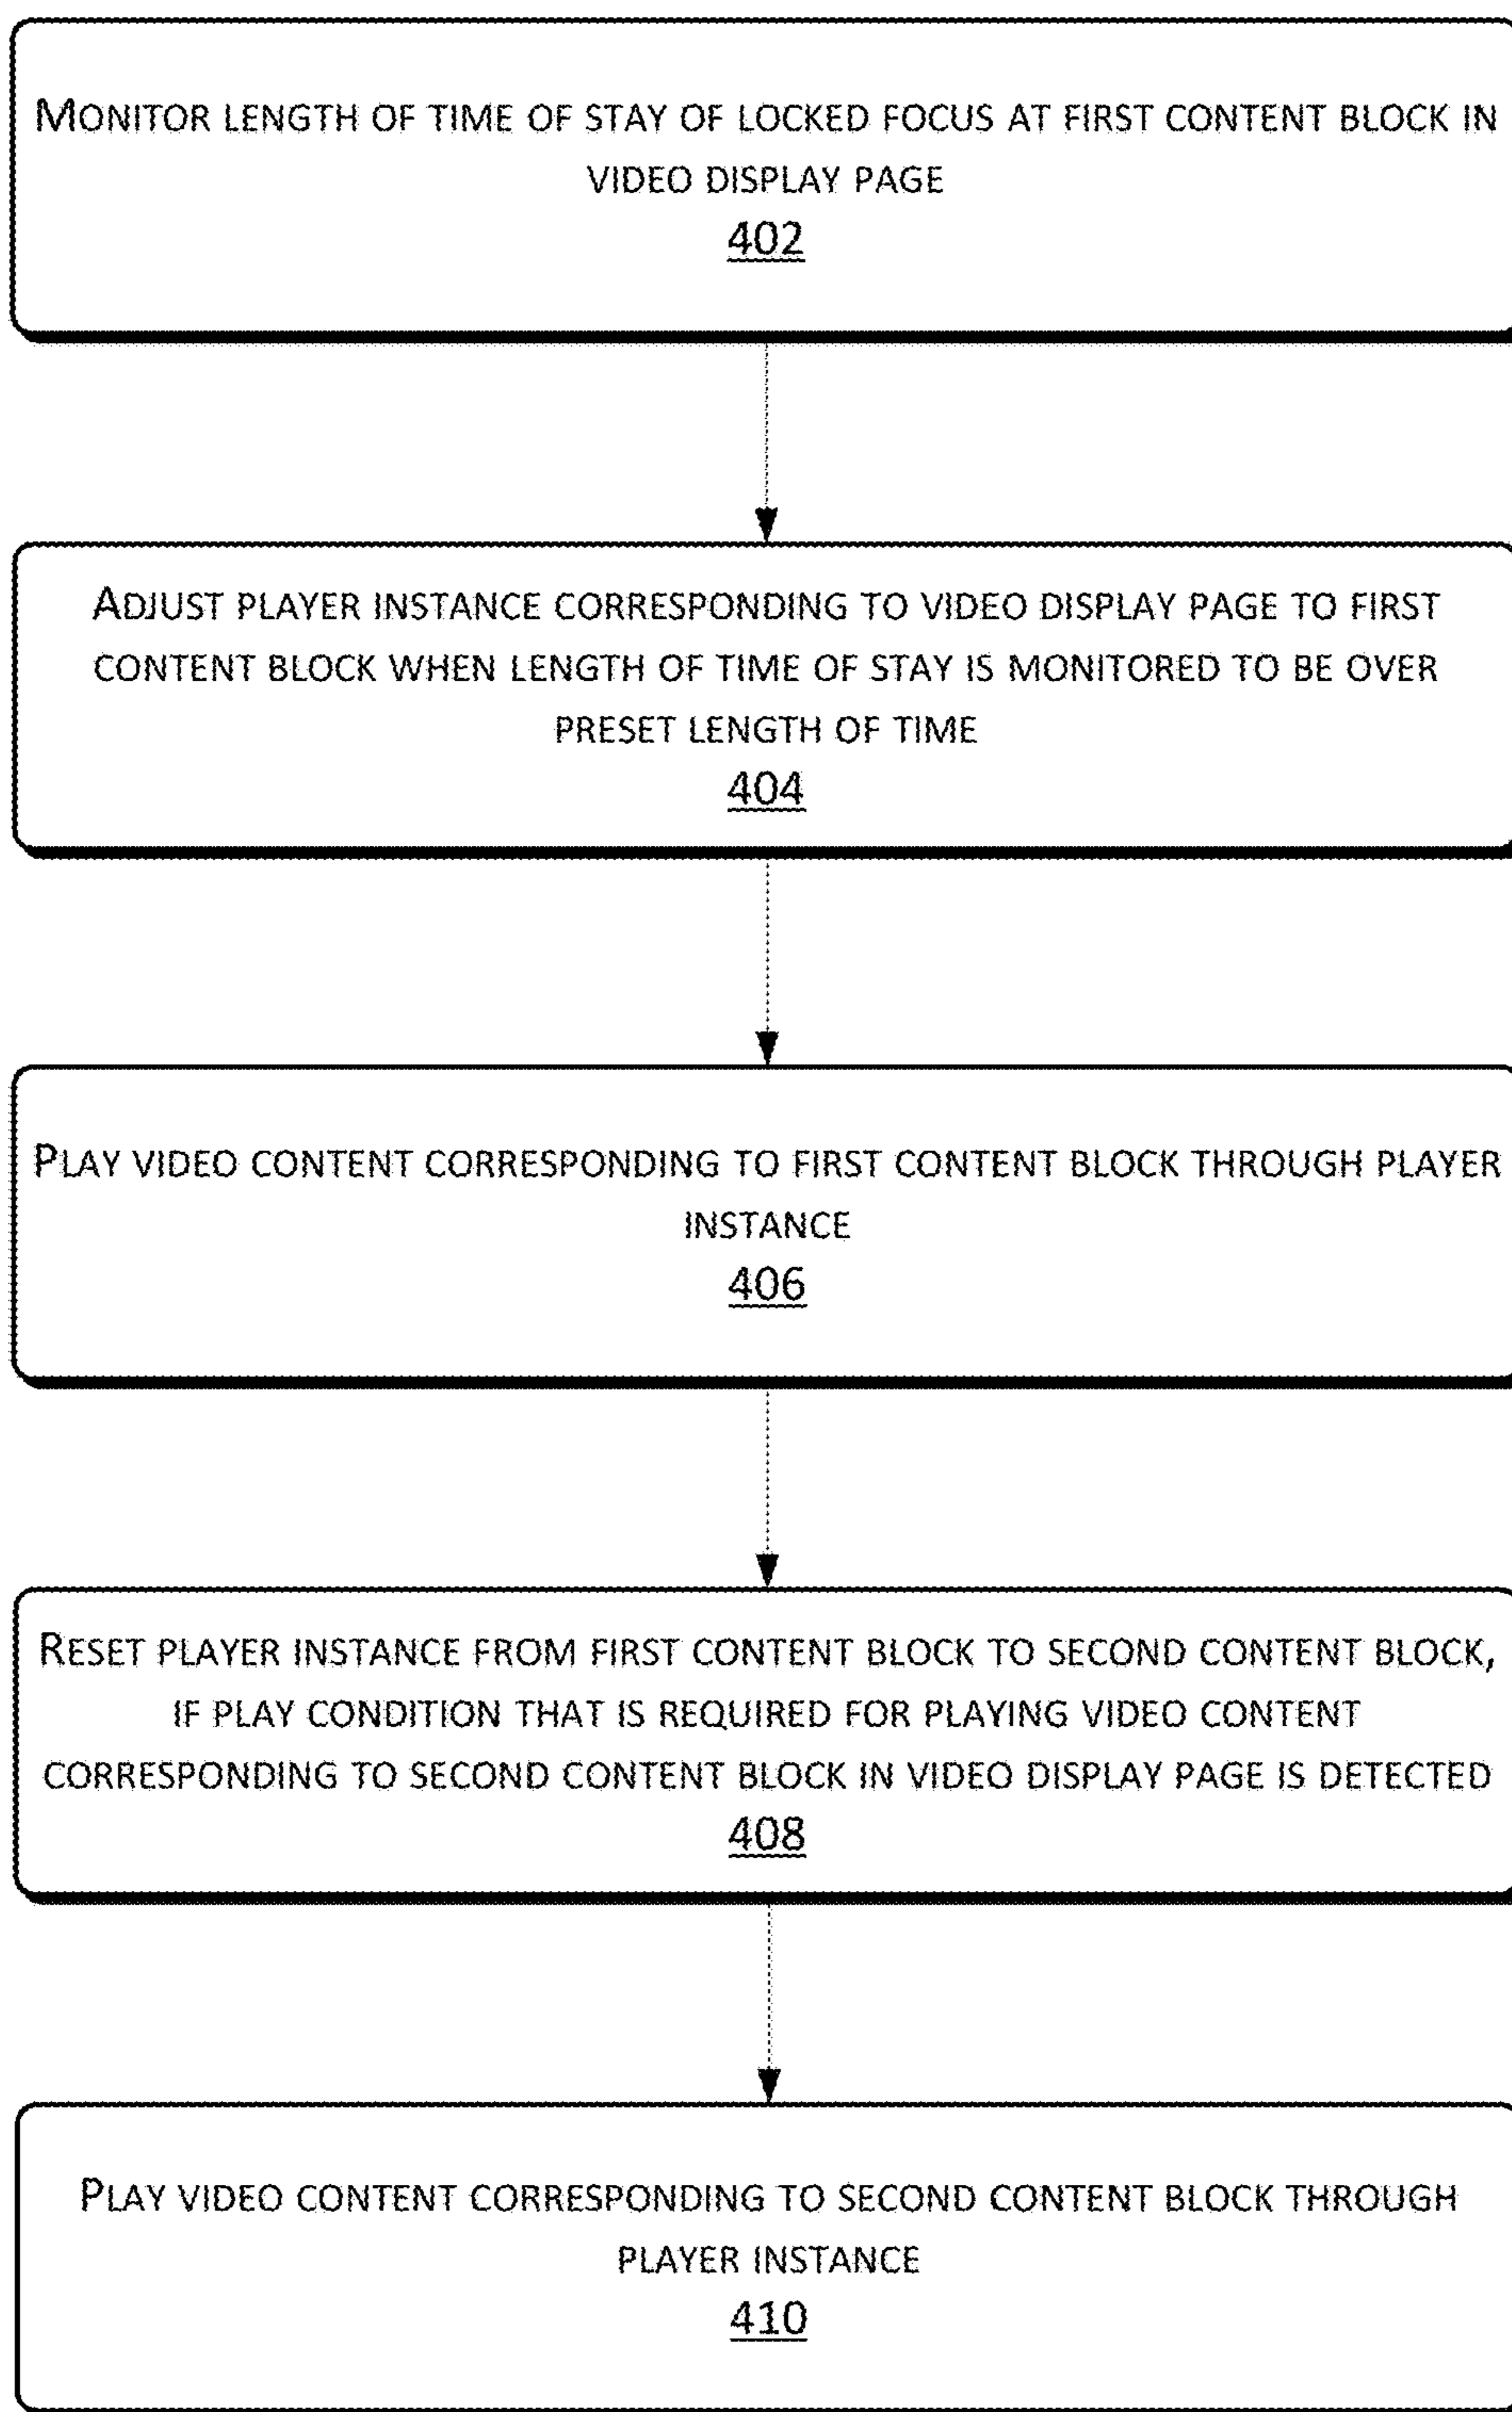 MONITOR LENGTH OF TIME OF STAY OF LOCKED FOCUS AT FIRST CONTENT BLOCK IN
VIDEO DISPLAY PAGE
402
ADJUST PLAYER INSTANCE CORRESPONDING TO VIDEO DISPLAY PAGE TO FIRST
CONTENT BLOCK WHEN LENGTH OF TIME OF STAY IS MONITORED TO BE OVER
PRESET LENGTH OF TIME
404
PLAY VIDEO CONTENT CORRESPONDING TO FIRST CONTENT BLOCK THROUGH PLAYER
INSTANCE
406
RESET PLAYER INSTANCE FROM FIRST CONTENT BLOCK TO SECOND CONTENT BLOCK,
IF PLAY CONDITION THAT IS REQUIRED FOR PLAYING VIDEO CONTENT
CORRESPONDING TO SECOND CONTENT BLOCK IN VIDEO DISPLAY PAGE IS DETECTED
408
PLAY VIDEO CONTENT CORRESPONDING TO SECOND CONTENT BLOCK THROUGH
PLAYER INSTANCE
410